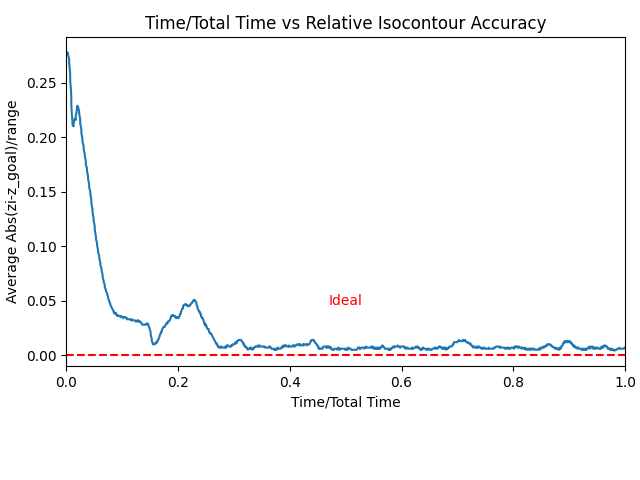 Time/Total Time vs Relative Isocontour Accuracy
Average Abs(zi-z_goal)/range
0.25
0.20
0.15
0.10
0.05
0.00
Ideal
0.0 0.2 0.4 0.6 0.8 1.0
Time/Total Time